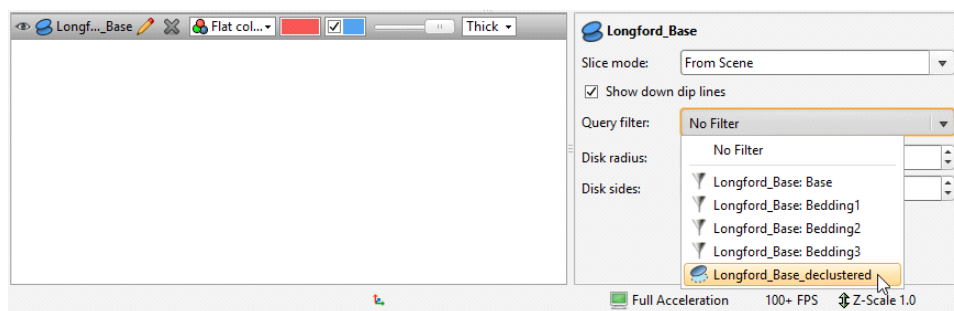 Longf..._Base Flat col... Thick
Longford_Base
Slice mode: From Scene
Show down dip lines
Query filter: No Filter
No Filter
Disk radius:
Longford_Base: Base
Disk sides:
Longford_Base: Bedding1
Longford_Base: Bedding2
Longford_Base: Bedding3
Longford_Base_declustered
Full Acceleration 100+ FPS Z-Scale 1.0